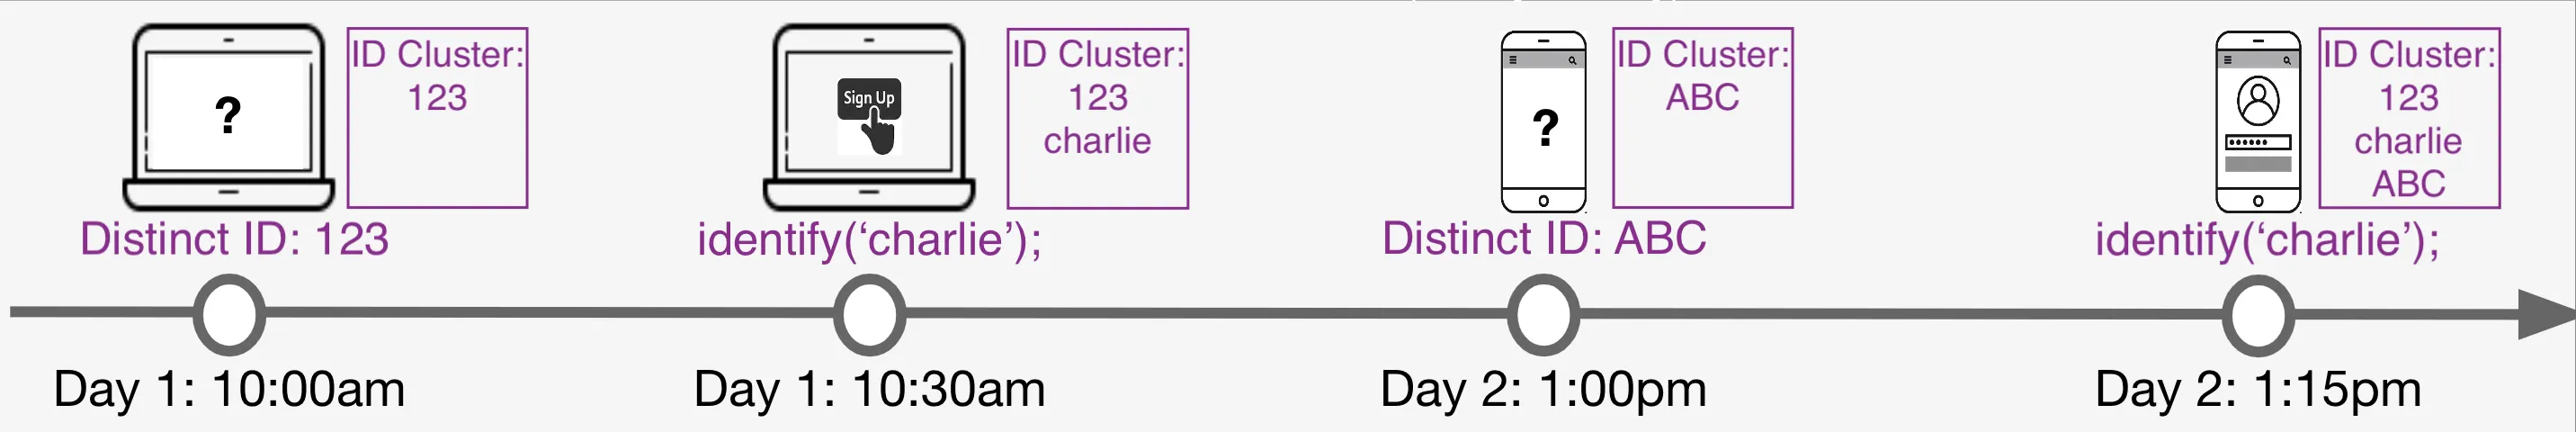 ID Cluster:
123
?
Distinct ID: 123
Day 1: 10:00am
ID Cluster:
123
charlie
Sign Up
identify(‘charlie’);
Day 1: 10:30am
ID Cluster:
ABC
?
Distinct ID: ABC
Day 2: 1:00pm
ID Cluster:
123
charlie
ABC
identify(‘charlie’);
Day 2: 1:15pm